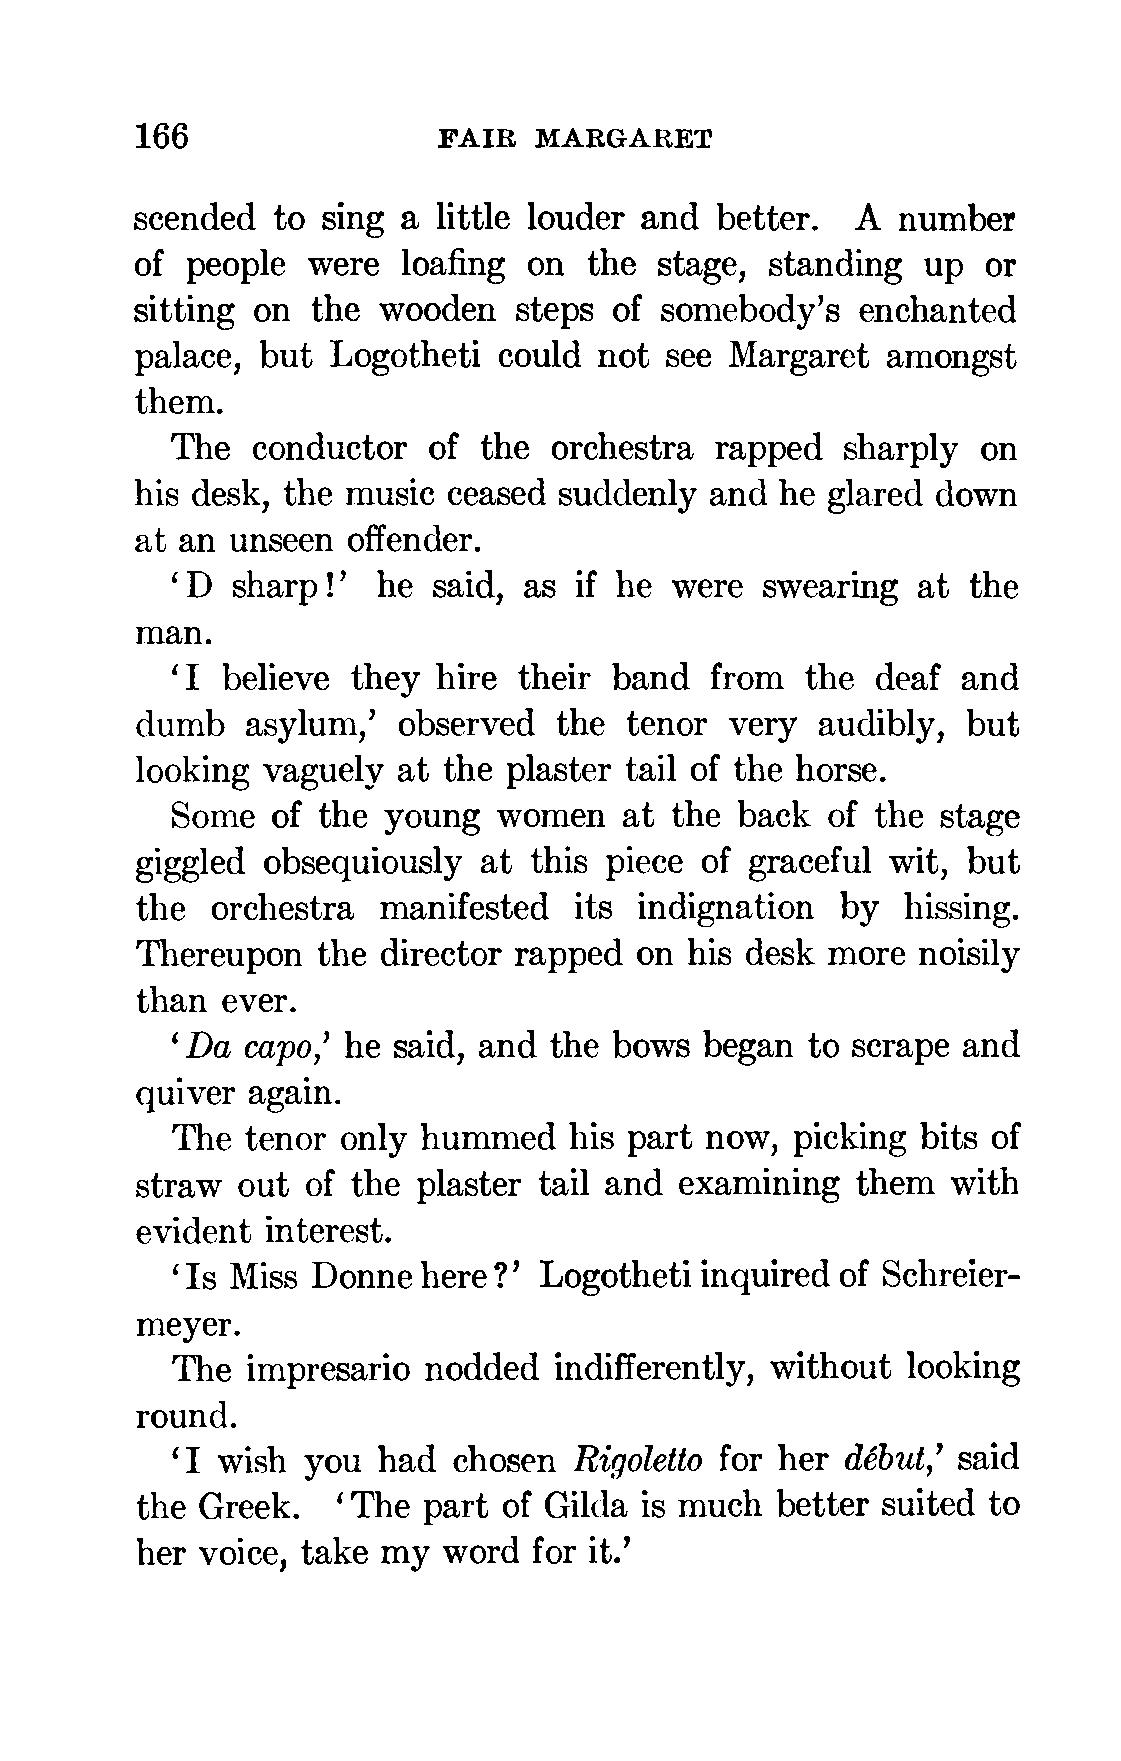 166 FAIR MARGARET
scended to sing a little louder and better. A number
of people were loafing on the stage, standing up or
sitting on the wooden steps of somebody's enchanted
palace, but Logotheti could not see Margaret amongst
them.
The conductor of the orchestra rapped sharply on
his desk, the music ceased suddenly and he glared down
at an unseen offender.
'D sharp!' he said, as if he were swearing at the
man.
'I believe they hire their band from the deaf and
dumb asylum,' observed the tenor very audibly, but
looking vaguely at the plaster tail of the horse.
Some of the young women at the back of the stage
giggled obsequiously at this piece of graceful wit, but
the orchestra manifested its indignation by hissing.
Thereupon the director rapped on his desk more noisily
than ever.
'Da capo,' he said, and the bows began to scrape and
quiver again.
The tenor only hummed his part now, picking bits of
straw out of the plaster tail and examining them with
evident interest.
'Is Miss Donne here?' Logotheti inquired of Schreier-
meyer.
The impresario nodded indifferently, without looking
round.
'I wish you had chosen Rigoletto for her début,' said
the Greek. 'The part of Gilda is much better suited to
her voice, take my word for it.'